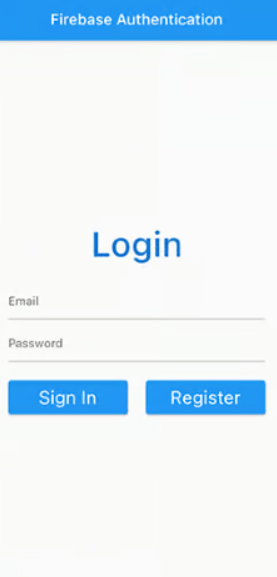 Firebase Authentication
Login
Email
Password
Sign In Register